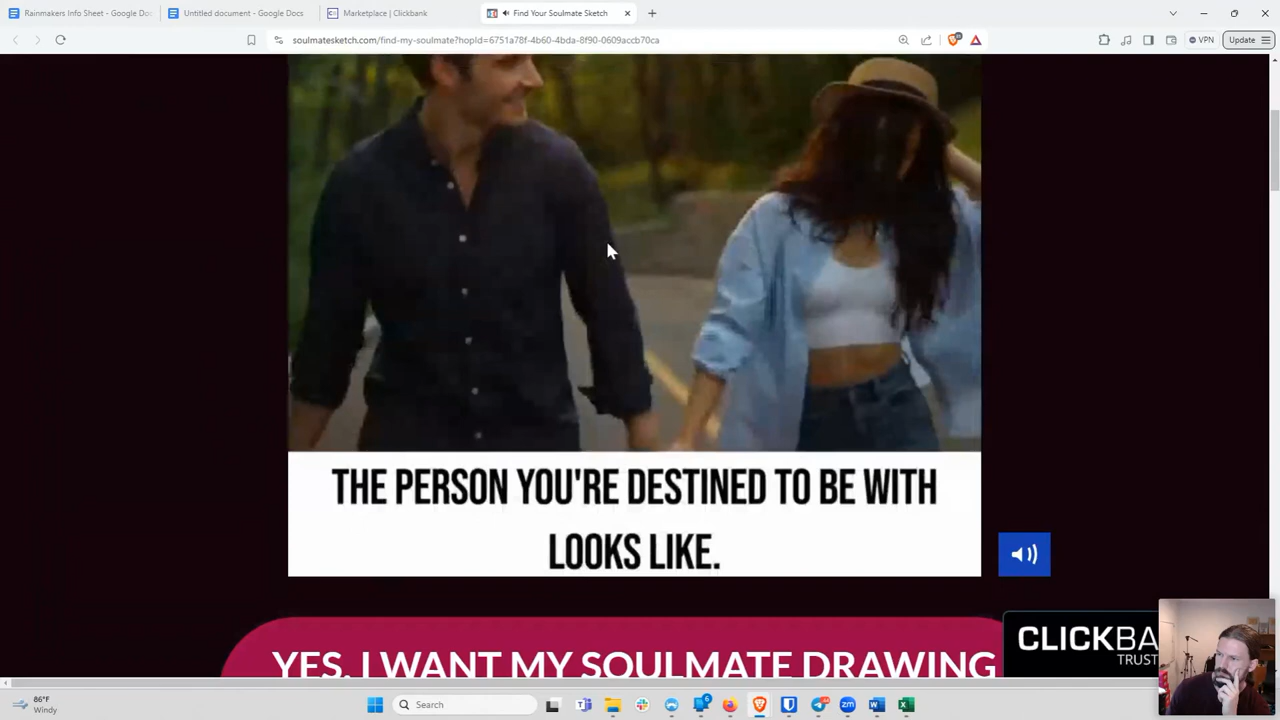 Rainmakers Info Sheet - Google Do
Untitled document - Google Docs
Marketplace | Clickbank
Find Your Soulmate Sketch
soulmatesketch.com/find-my-soulmate?hopId=6751a78f-4b60-4bda-8f90-0609accb70ca
VPN
Update
THE PERSON YOU'RE DESTINED TO BE WITH
LOOKS LIKE.
YES, I WANT MY SOULMATE DRAWING
CLICKBA
TRUST
86°F
Windy
Search